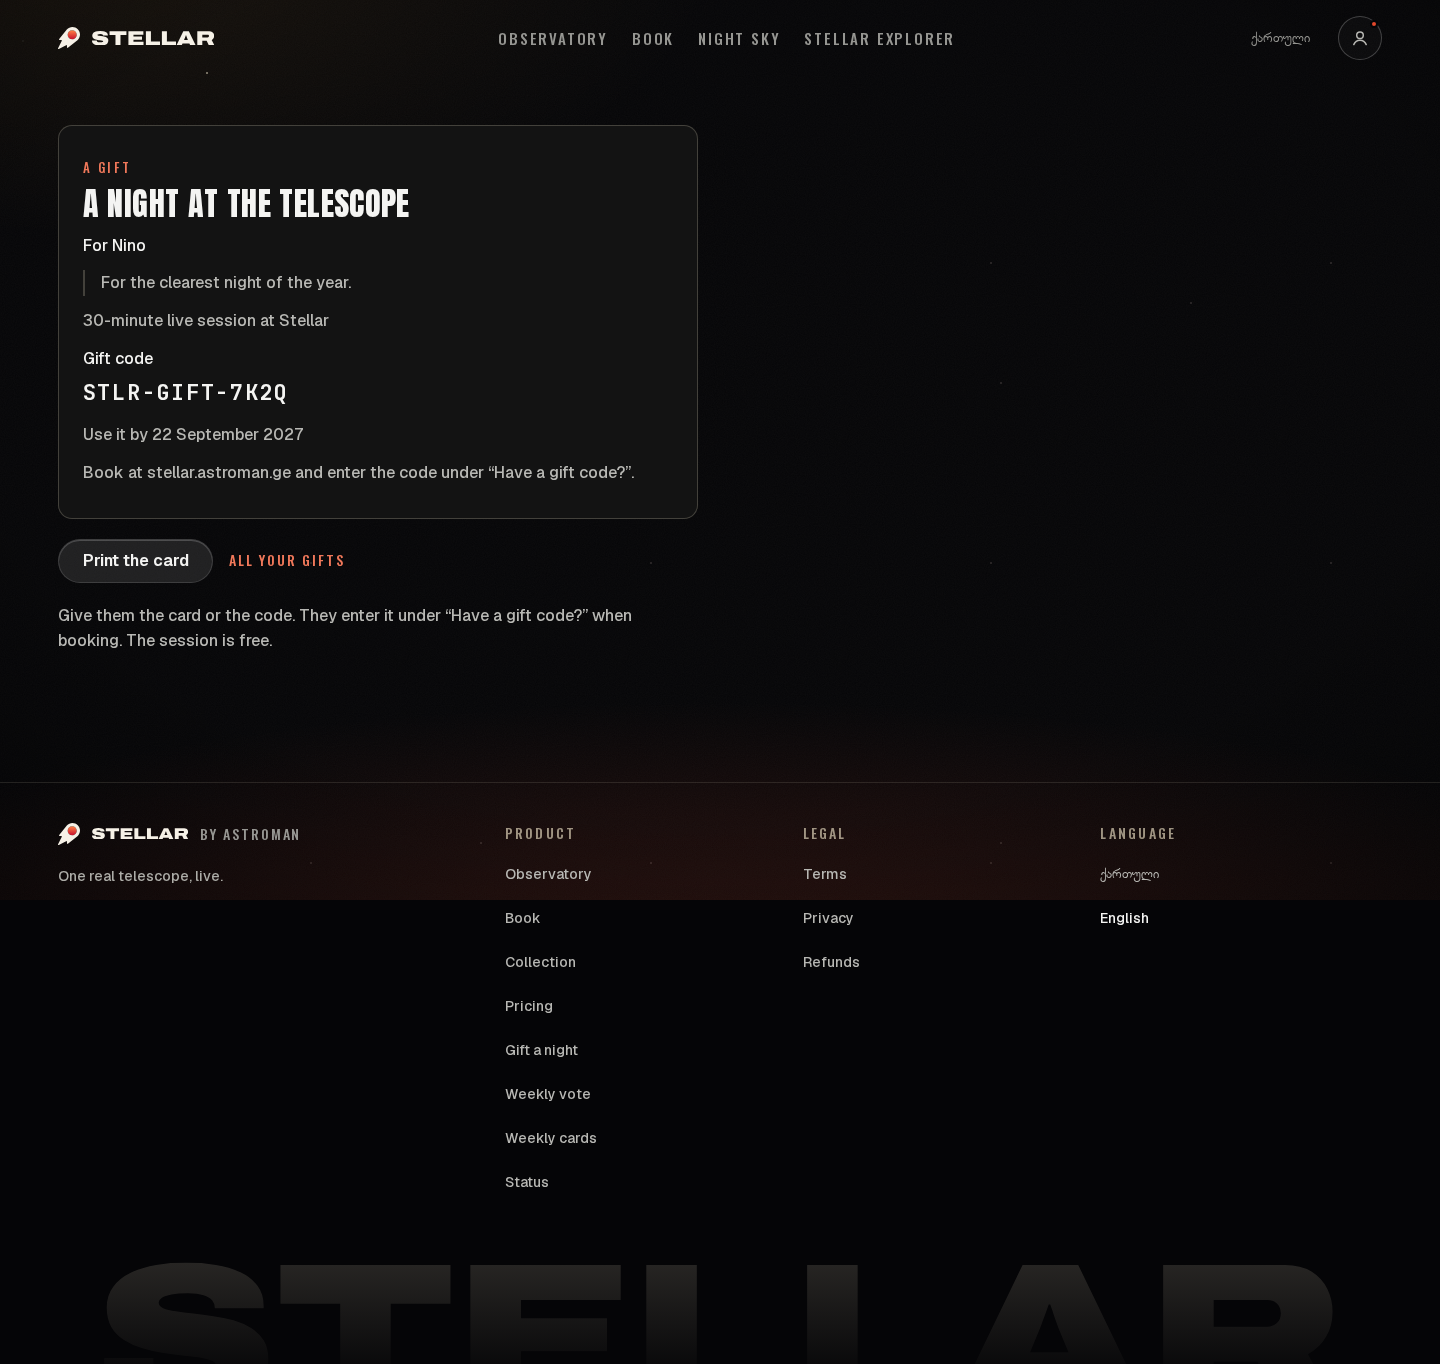 STELLAR
OBSERVATORY BOOK NIGHT SKY STELLAR EXPLORER
ქართული
A GIFT
A NIGHT AT THE TELESCOPE
For Nino
For the clearest night of the year.
30-minute live session at Stellar
Gift code
STLR-GIFT-7K2Q
Use it by 22 September 2027
Book at stellar.astroman.ge and enter the code under “Have a gift code?”.
Print the card ALL YOUR GIFTS
Give them the card or the code. They enter it under “Have a gift code?” when
booking. The session is free.
STELLAR BY ASTROMAN
One real telescope, live.
PRODUCT
Observatory
Book
Collection
Pricing
Gift a night
Weekly vote
Weekly cards
Status
LEGAL
Terms
Privacy
Refunds
LANGUAGE
ქართული
English
STELLAR